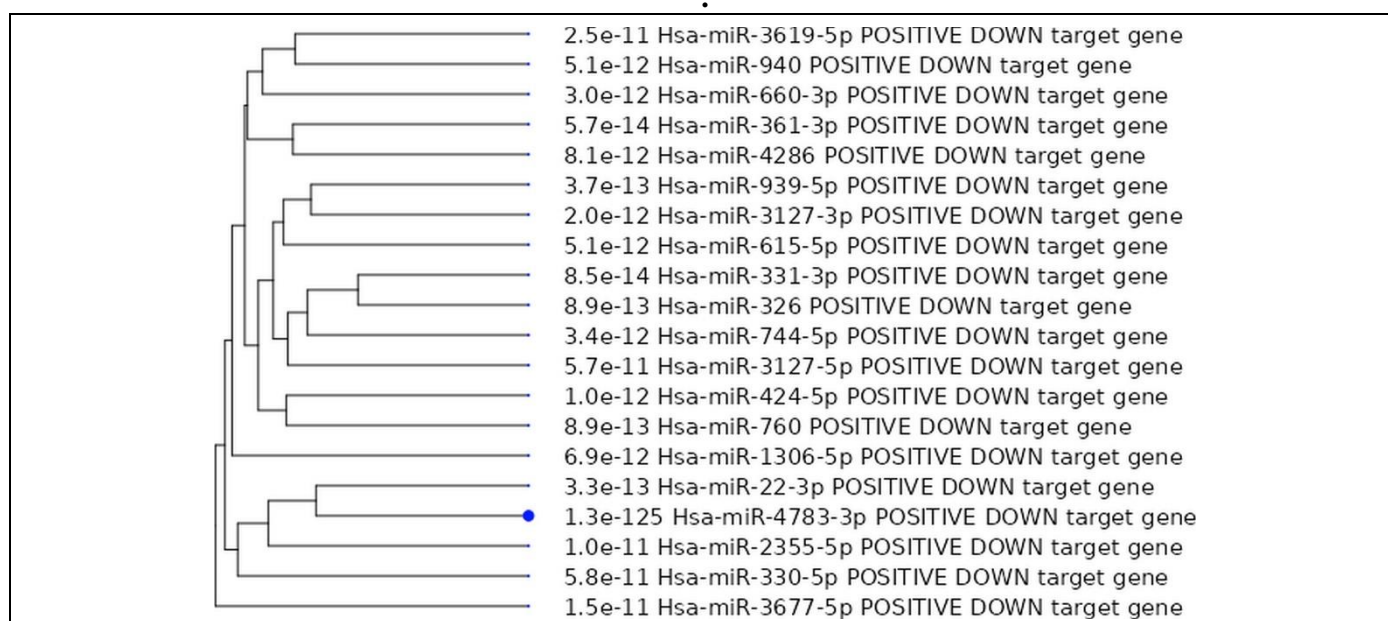 2.5e-11 Hsa-miR-3619-5p POSITIVE DOWN target gene
5.1e-12 Hsa-miR-940 POSITIVE DOWN target gene
3.0e-12 Hsa-miR-660-3p POSITIVE DOWN target gene
5.7e-14 Hsa-miR-361-3p POSITIVE DOWN target gene
8.1e-12 Hsa-miR-4286 POSITIVE DOWN target gene
3.7e-13 Hsa-miR-939-5p POSITIVE DOWN target gene
2.0e-12 Hsa-miR-3127-3p POSITIVE DOWN target gene
5.1e-12 Hsa-miR-615-5p POSITIVE DOWN target gene
8.5e-14 Hsa-miR-331-3p POSITIVE DOWN target gene
8.9e-13 Hsa-miR-326 POSITIVE DOWN target gene
3.4e-12 Hsa-miR-744-5p POSITIVE DOWN target gene
5.7e-11 Hsa-miR-3127-5p POSITIVE DOWN target gene
1.0e-12 Hsa-miR-424-5p POSITIVE DOWN target gene
8.9e-13 Hsa-miR-760 POSITIVE DOWN target gene
6.9e-12 Hsa-miR-1306-5p POSITIVE DOWN target gene
3.3e-13 Hsa-miR-22-3p POSITIVE DOWN target gene
1.3e-125 Hsa-miR-4783-3p POSITIVE DOWN target gene
1.0e-11 Hsa-miR-2355-5p POSITIVE DOWN target gene
5.8e-11 Hsa-miR-330-5p POSITIVE DOWN target gene
1.5e-11 Hsa-miR-3677-5p POSITIVE DOWN target gene